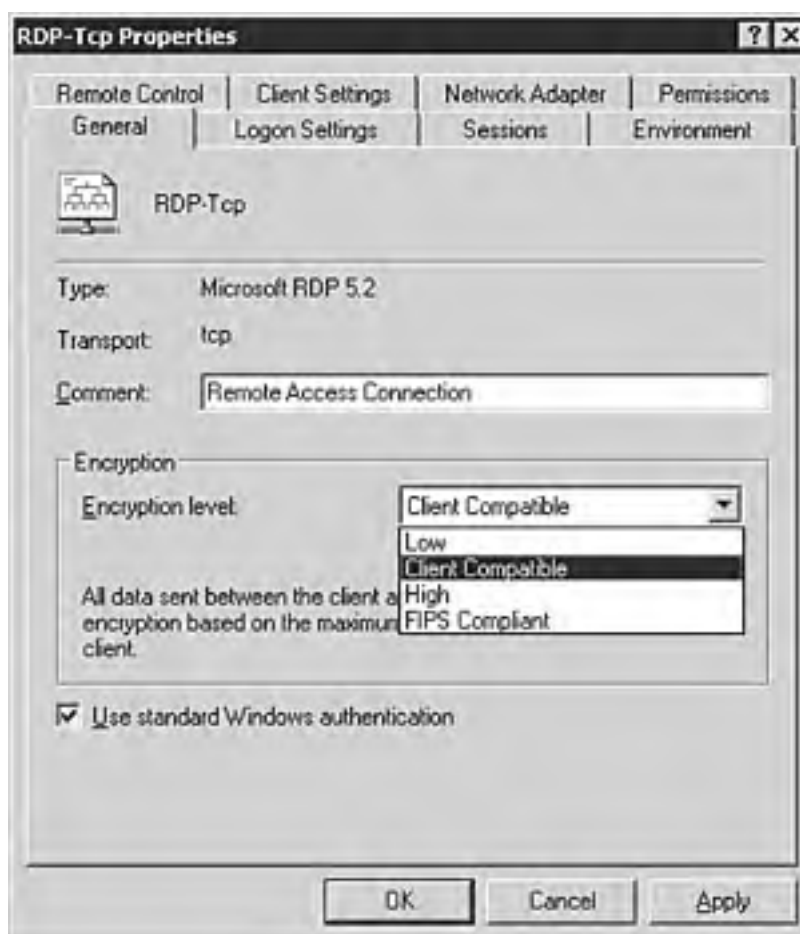 RDP-Tcp Properties
Remote Control Client Settings Network Adapter Permissions
General Logon Settings Sessions Environment
RDP-Tcp
Type: Microsoft RDP 5.2
Transport: tcp
Comment: Remote Access Connection
Encryption
Encryption level: Client Compatible
Low
Client Compatible
High
FIPS Compliant
All data sent between the client a
encryption based on the maximum
client.
Use standard Windows authentication
OK Cancel Apply